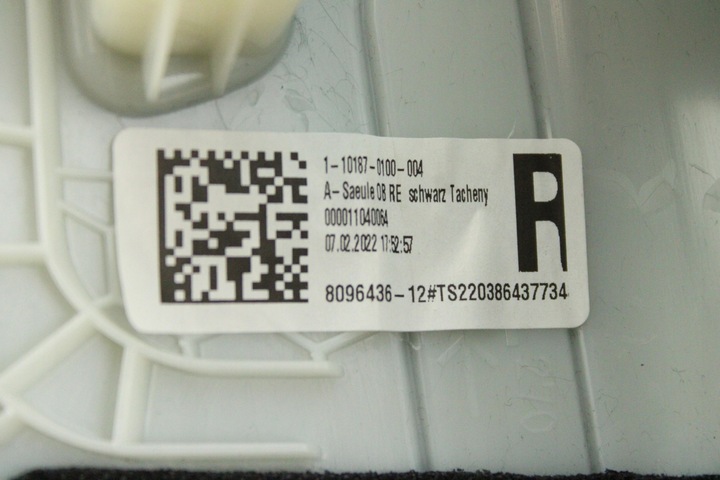 1-10187-0100-004
A-Saeule 08 RE schwarz Tacheny
000011040064
07.02.2022 17:52:57
R
8096436-12#TS220386437734